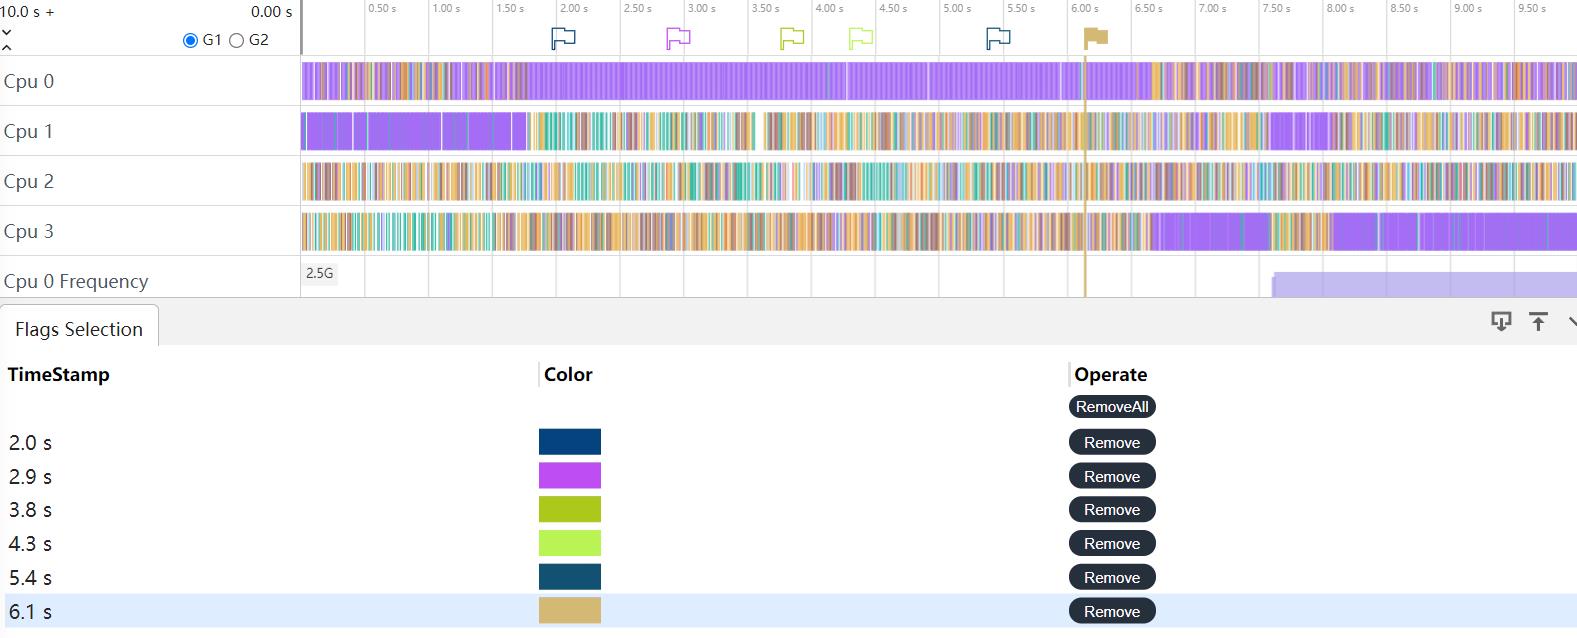 10.0 s + 0.00 s 0.50 s 1.00 s 1.50 s 2.00 s 2.50 s 3.00 s 3.50 s 4.00 s 4.50 s 5.00 s 5.50 s 6.00 s 6.50 s 7.00 s 7.50 s 8.00 s 8.50 s 9.00 s 9.50 s
G1 G2
Cpu 0
Cpu 1
Cpu 2
Cpu 3
Cpu 0 Frequency 2.5G
Flags Selection
TimeStamp Color Operate
RemoveAll
2.0 s Remove
2.9 s Remove
3.8 s Remove
4.3 s Remove
5.4 s Remove
6.1 s Remove